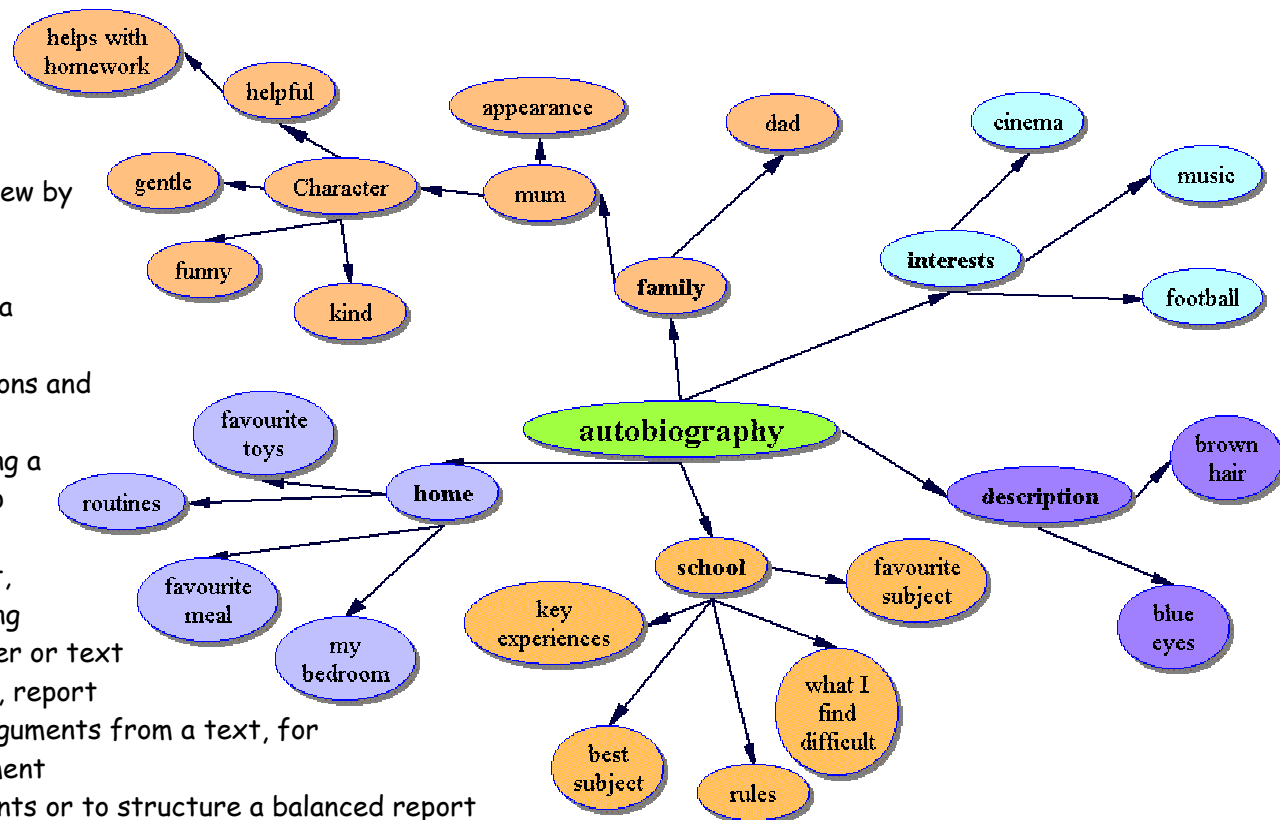 helps with
homework
helpful
appearance
dad
cinema
gentle
Character
mum
music
ew by
funny
kind
family
interests
football
a
ons and
favourite
toys
autobiography
brown
hair
ng a
routines
home
description
school
favourite
subject
favourite
meal
key
experiences
blue
eyes
ng
my
bedroom
er or text
what I
find
difficult
, report
guments from a text, for
best
subject
rules
ent
nts or to structure a balanced report